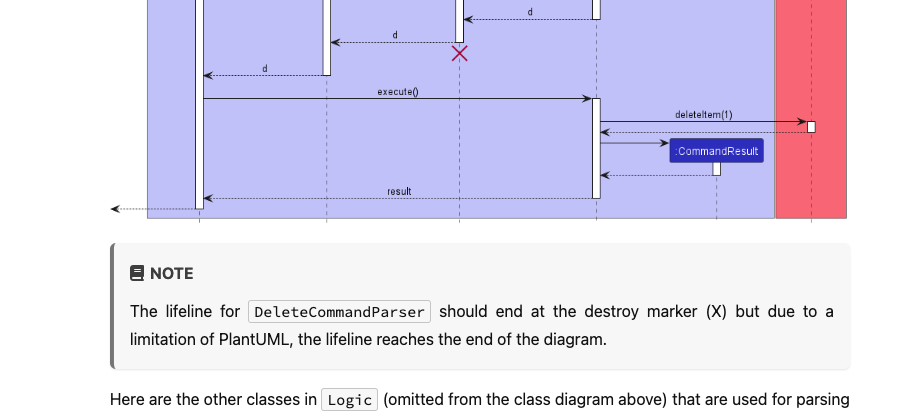 d
d
d
execute()
deleteItem(1)
:CommandResult
result
NOTE
The lifeline for DeleteCommandParser should end at the destroy marker (X) but due to a
limitation of PlantUML, the lifeline reaches the end of the diagram.
Here are the other classes in Logic (omitted from the class diagram above) that are used for parsing